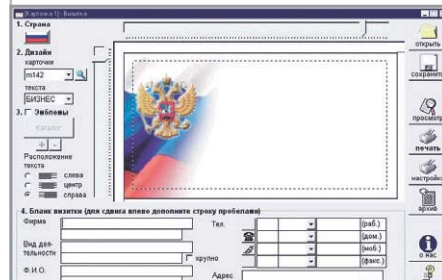 [Карточка 1] - Визитка
1. Страна
2. Дизайн
карточки
m142
текста
БИЗНЕС
3. Эмблемы
Каталог
+ -
Расположение
текста
слева
центр
справа
открыть
сохранить
просмотр
печать
настройка
архив
о нас
4. Бланк визитки (для сдвига влево дополните строку пробелами)
Фирма
Тел.
(раб.)
(дом.)
Вид дея-
тельности
крупно
(моб.)
(факс.)
Ф.И.О.
Адрес